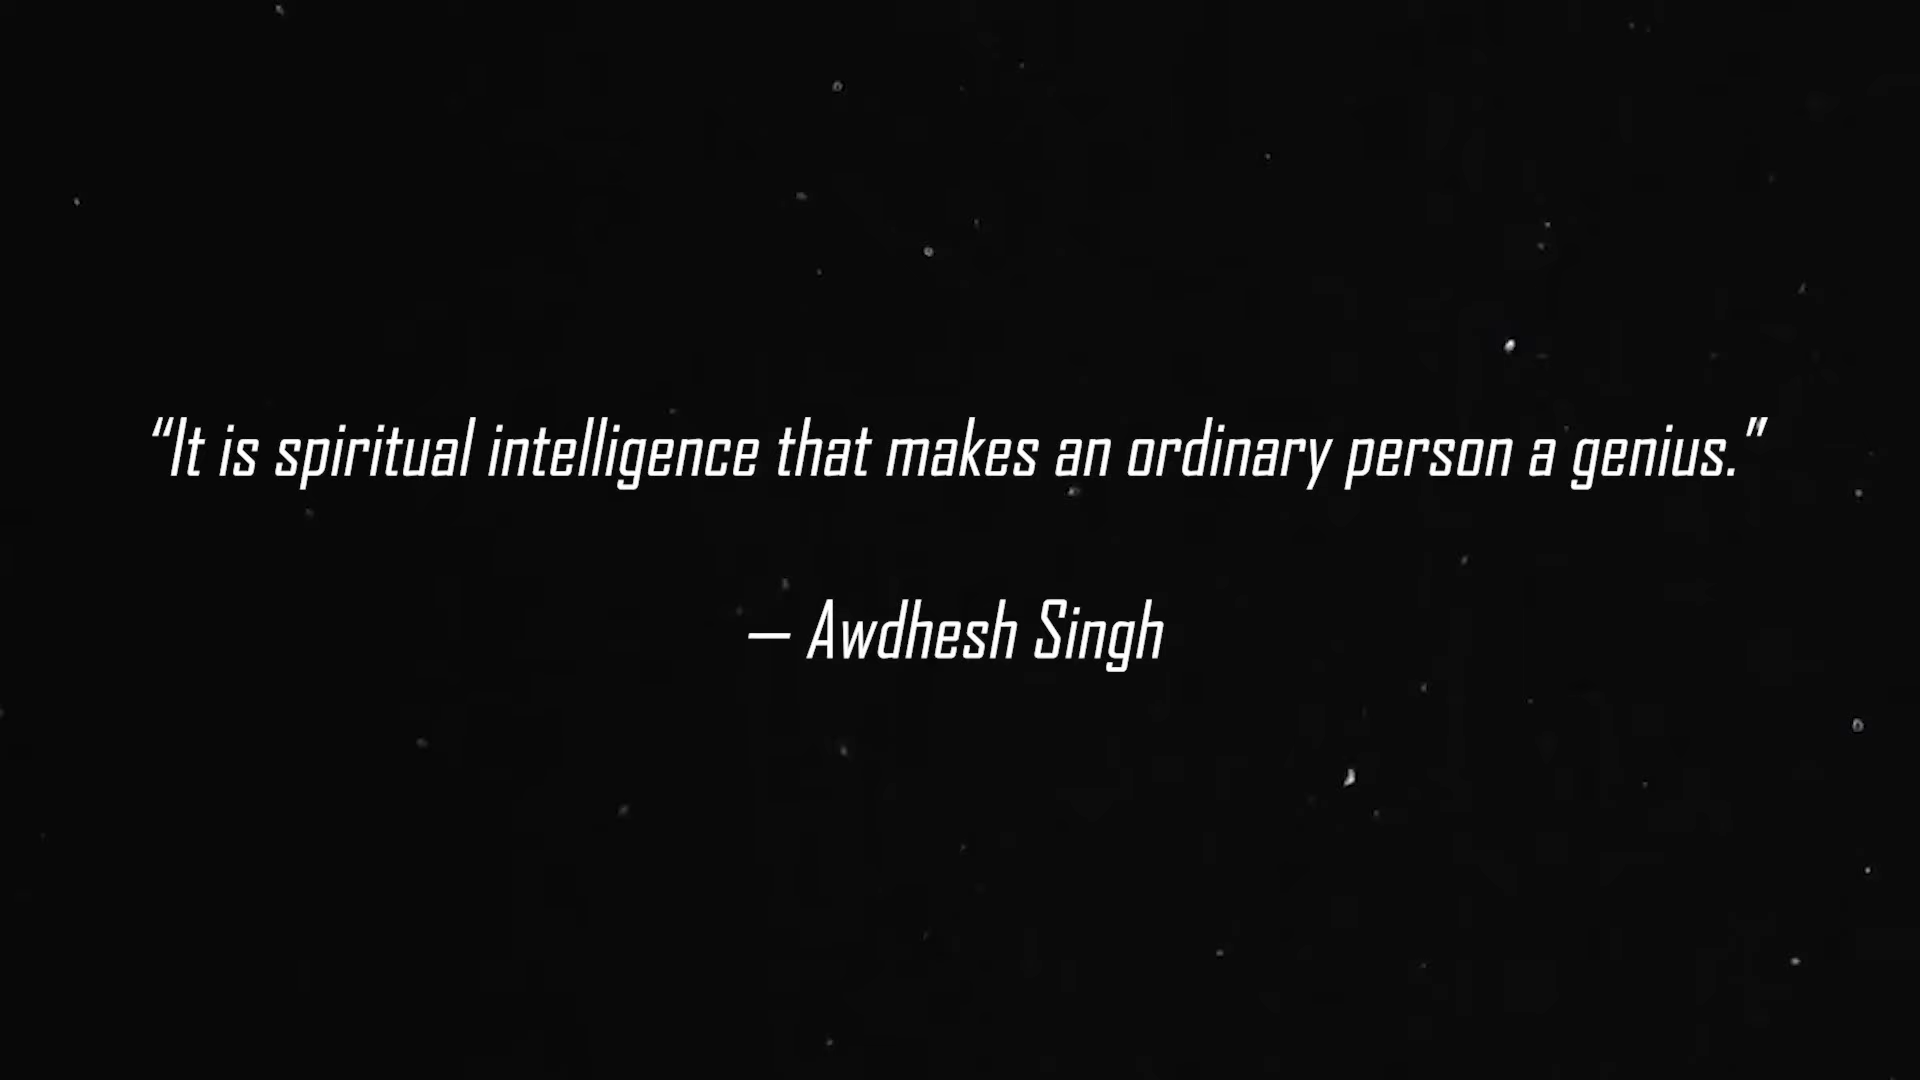 “It is spiritual intelligence that makes an ordinary person a genius.”
— Awdhesh Singh